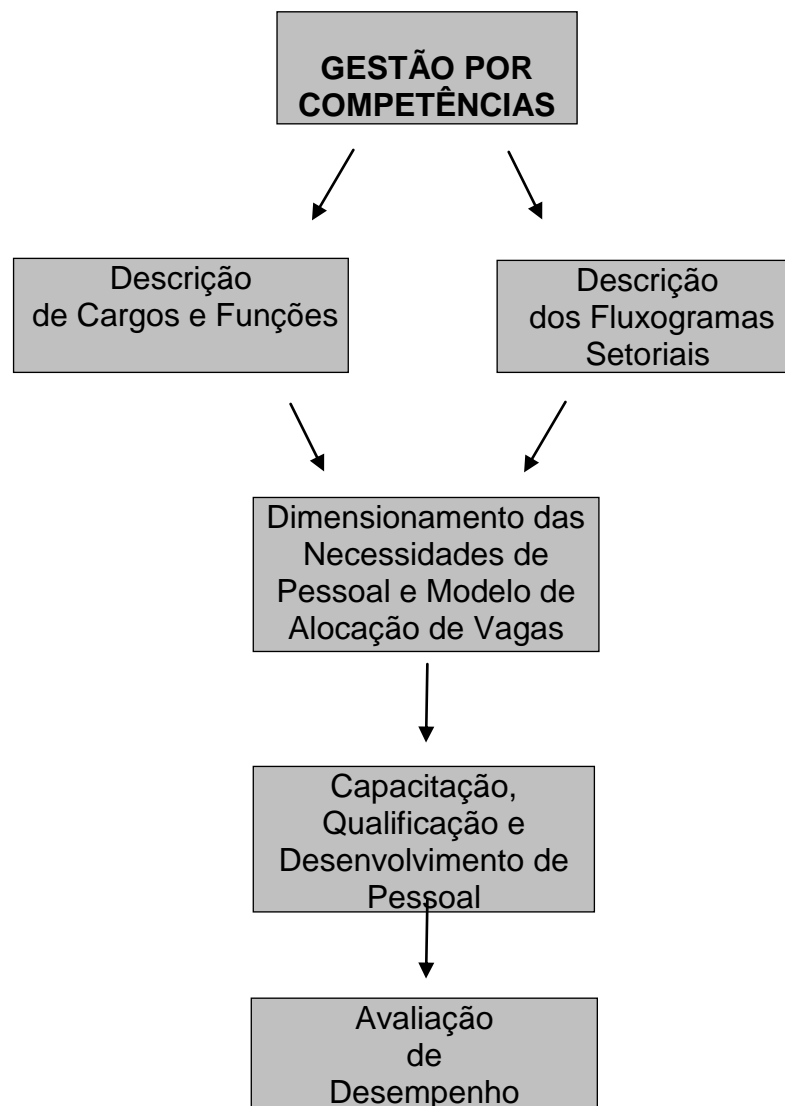 GESTÃO POR
COMPETÊNCIAS
Descrição
de Cargos e Funções
Descrição
dos Fluxogramas
Setoriais
Dimensionamento das
Necessidades de
Pessoal e Modelo de
Alocação de Vagas
Capacitação,
Qualificação e
Desenvolvimento de
Pessoal
Avaliação
de
Desempenho